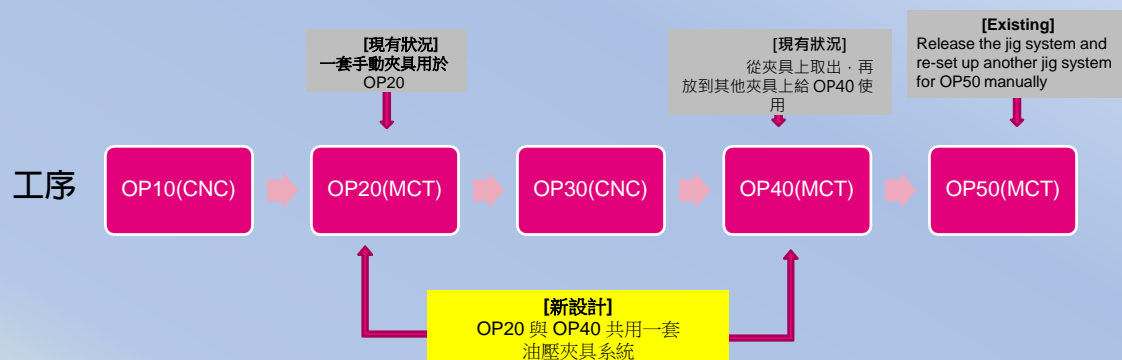 [現有狀況]
一套手動夾具用於
OP20
[現有狀況]
從夾具上取出，再
放到其他夾具上給 OP40 使
用
[Existing]
Release the jig system and
re-set up another jig system
for OP50 manually
工序
OP10(CNC)
OP20(MCT)
OP30(CNC)
OP40(MCT)
OP50(MCT)
[新設計]
OP20 與 OP40 共用一套
油壓夾具系統